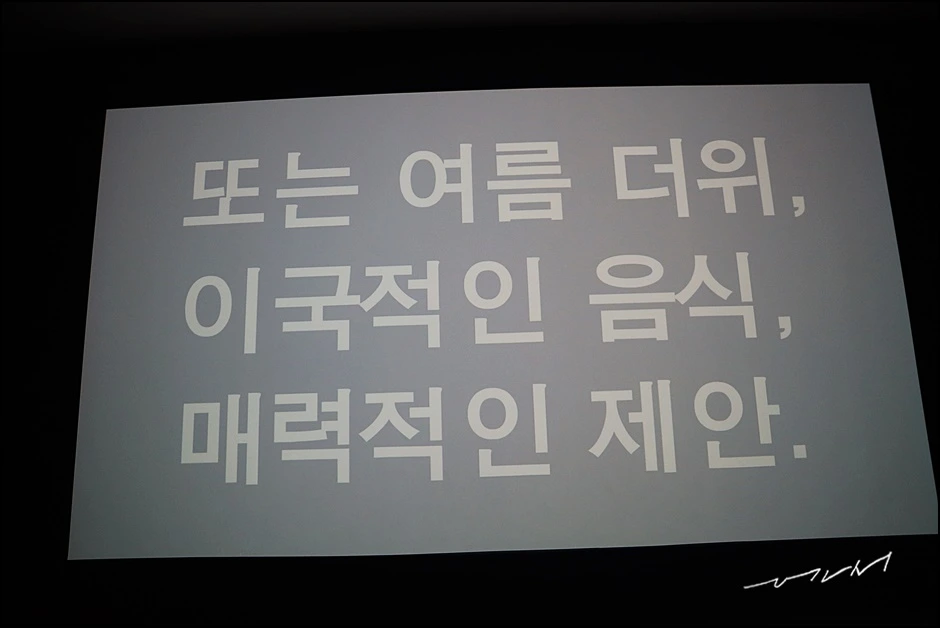 또는 여름 더위,
이국적인 음식,
매력적인 제안.